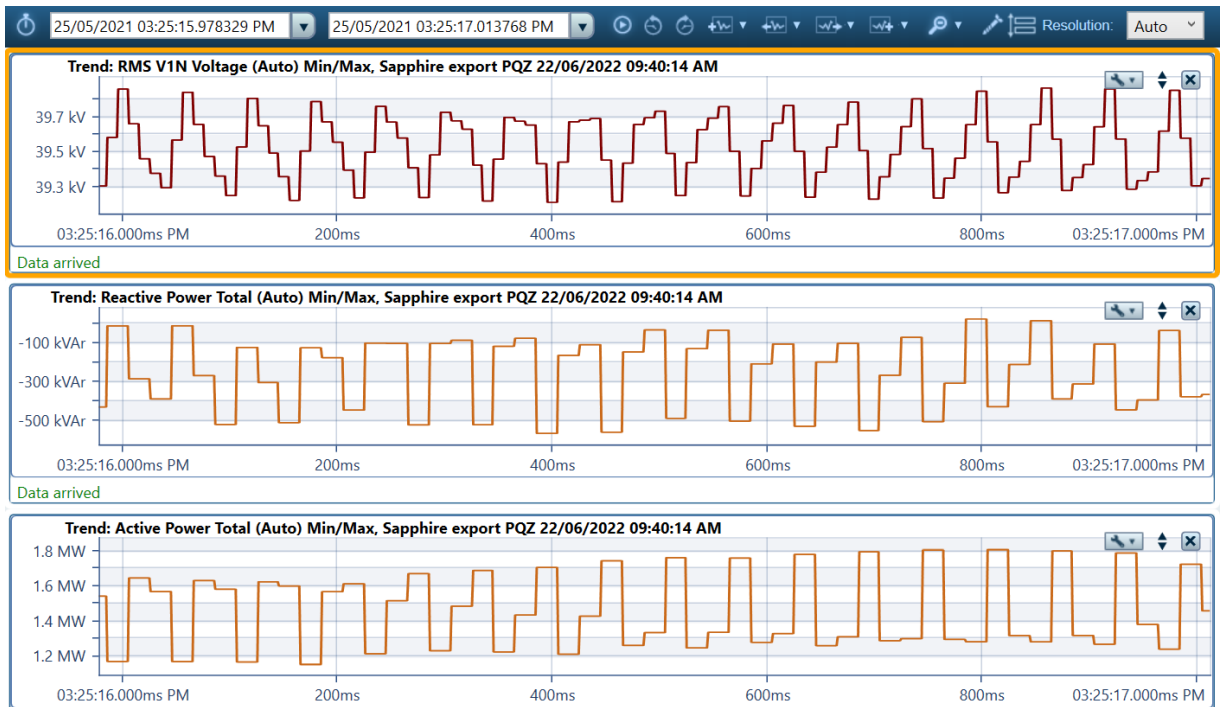 25/05/2021 03:25:15.978329 PM 25/05/2021 03:25:17.013768 PM Resolution: Auto
Trend: RMS V1N Voltage (Auto) Min/Max, Sapphire export PQZ 22/06/2022 09:40:14 AM
39.7 kV
39.5 kV
39.3 kV
03:25:16.000ms PM 200ms 400ms 600ms 800ms 03:25:17.000ms PM
Data arrived
Trend: Reactive Power Total (Auto) Min/Max, Sapphire export PQZ 22/06/2022 09:40:14 AM
-100 kVAr
-300 kVAr
-500 kVAr
03:25:16.000ms PM 200ms 400ms 600ms 800ms 03:25:17.000ms PM
Data arrived
Trend: Active Power Total (Auto) Min/Max, Sapphire export PQZ 22/06/2022 09:40:14 AM
1.8 MW
1.6 MW
1.4 MW
1.2 MW
03:25:16.000ms PM 200ms 400ms 600ms 800ms 03:25:17.000ms PM